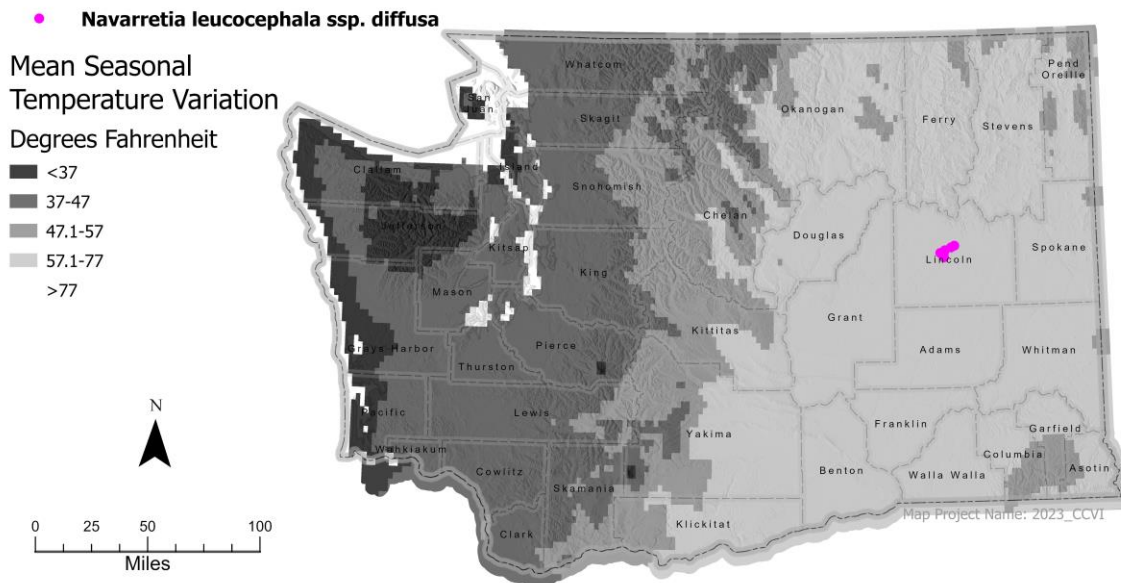 Navarretia leucocephala ssp. diffusa
Mean Seasonal
Temperature Variation
Degrees Fahrenheit
<37
37-47
47.1-57
57.1-77
>77
N
0 25 50 100
Miles
Whatcom
San
Juan
Skagit
Okanogan
Ferry
Stevens
Pend
Oreille
Clallam
Island
Snohomish
Chelan
Jefferson
Kitsap
Douglas
Lincoln
Spokane
King
Mason
Grant
Kittitas
Grays Harbor
Pierce
Adams
Whitman
Thurston
Pacific
Lewis
Yakima
Franklin
Garfield
Wahkiakum
Columbia
Cowlitz
Benton
Walla Walla
Asotin
Skamania
Klickitat
Clark
Map Project Name: 2023_CCVI